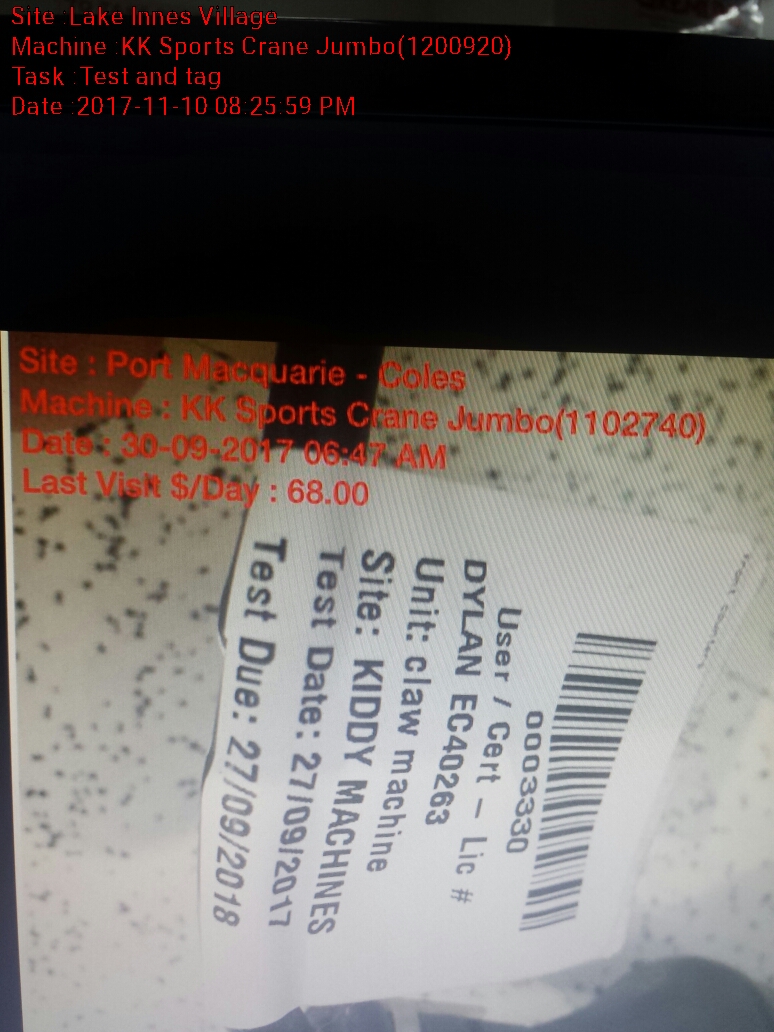 Site :Lake Innes Village
Machine :KK Sports Crane Jumbo(1200920)
Task :Test and tag
Date :2017-11-10 08:25:59 PM
Site : Port Macquarie - Coles
Machine : KK Sports Crane Jumbo(1102740)
Date : 30-09-2017 06:47 AM
Last Visit $/Day : 68.00
0003330
User / Cert - Lic #
DYLAN EC40263
Unit: claw machine
Site: KIDDY MACHINES
Test Date: 27/09/2017
Test Due: 27/09/2018